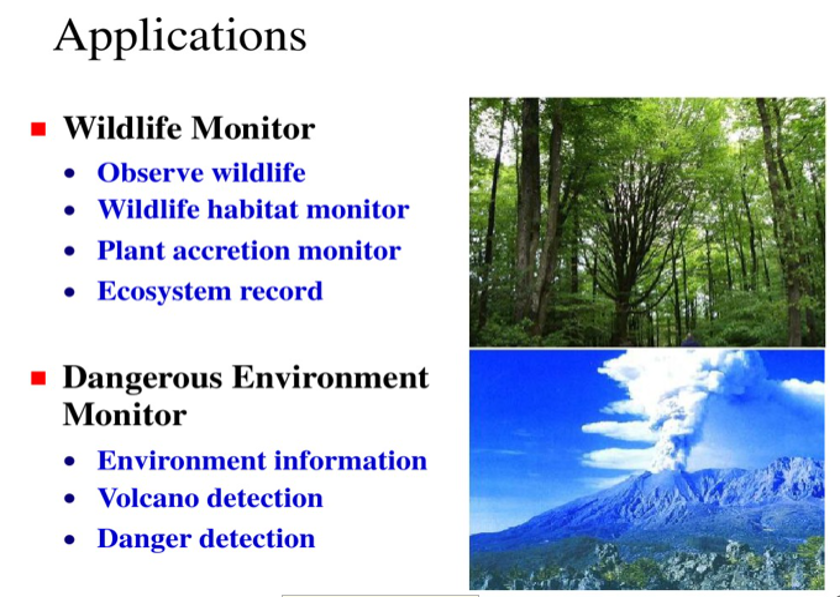 Applications
Wildlife Monitor
Observe wildlife
Wildlife habitat monitor
Plant accretion monitor
Ecosystem record
Dangerous Environment
Monitor
Environment information
Volcano detection
Danger detection